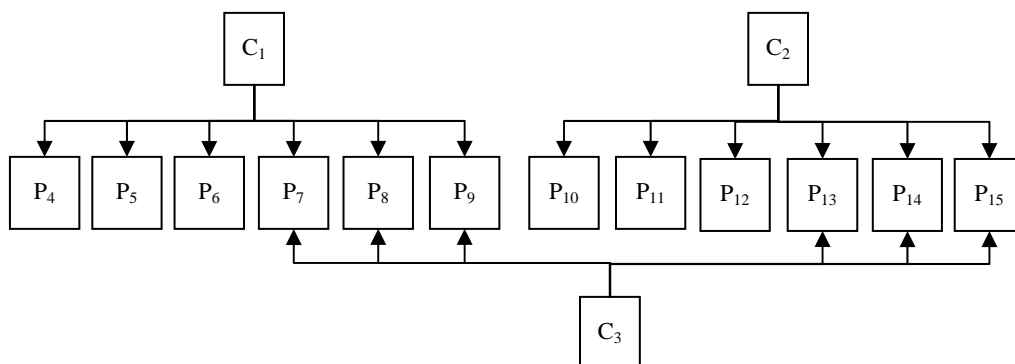 C₁ C₂
P₄ P₅ P₆ P₇ P₈ P₉ P₁₀ P₁₁ P₁₂ P₁₃ P₁₄ P₁₅
C₃